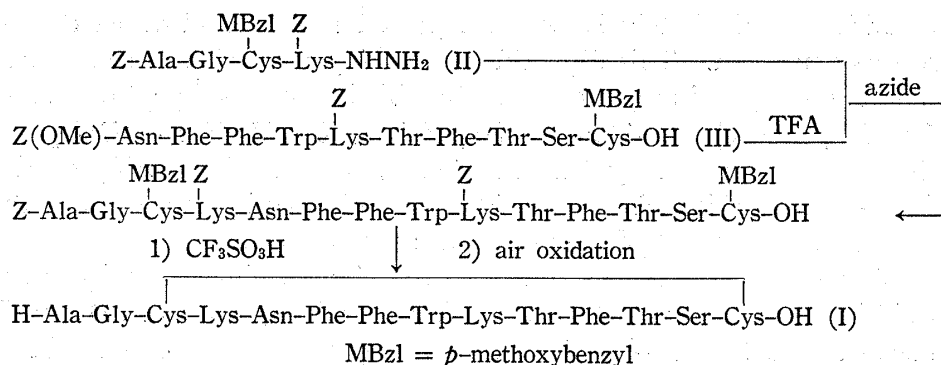 MBzl Z
Z–Ala–Gly–Cys–Lys–NHNH₂ (II)
azide
Z MBzl
Z(OMe)–Asn–Phe–Phe–Trp–Lys–Thr–Phe–Thr–Ser–Cys–OH (III) TFA
MBzl Z Z MBzl
Z–Ala–Gly–Cys–Lys–Asn–Phe–Phe–Trp–Lys–Thr–Phe–Thr–Ser–Cys–OH
1) CF₃SO₃H 2) air oxidation
H–Ala–Gly–Cys–Lys–Asn–Phe–Phe–Trp–Lys–Thr–Phe–Thr–Ser–Cys–OH (I)
MBzl = p-methoxybenzyl